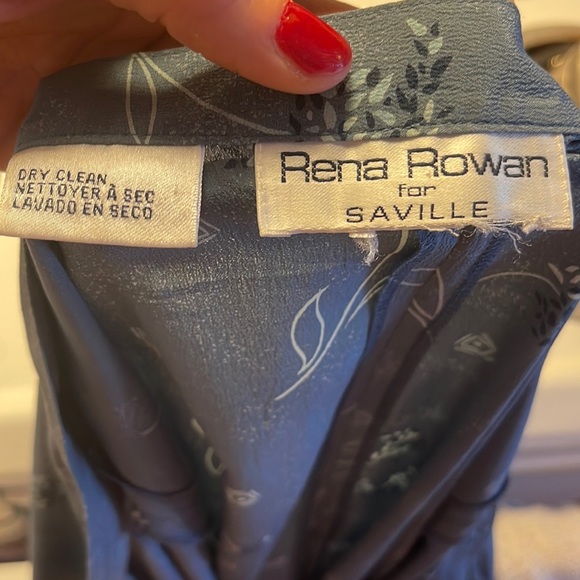 DRY CLEAN
NETTOYER À SEC
LAVADO EN SECO
Rena Rowan
for
SAVILLE